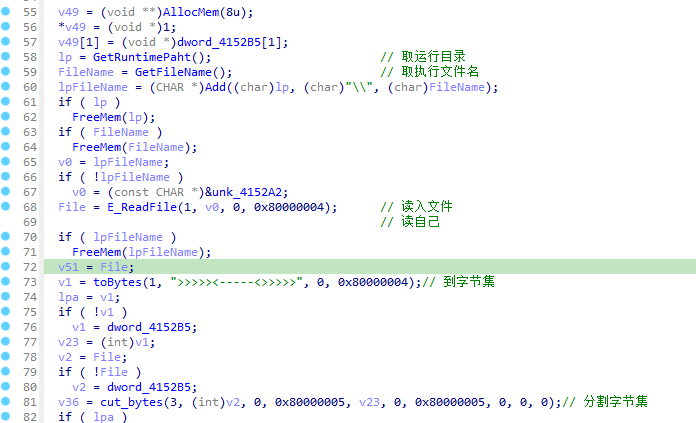 55 v49 = (void **)AllocMem(8u);
56 *v49 = (void *)1;
57 v49[1] = (void *)dword_4152B5[1];
58 lp = GetRuntimePaht(); // 取运行目录
59 FileName = GetFileName(); // 取执行文件名
60 lpFileName = (CHAR *)Add((char)lp, (char)"\\", (char)FileName);
61 if ( lp )
62 FreeMem(lp);
63 if ( FileName )
64 FreeMem(FileName);
65 v0 = lpFileName;
66 if ( !lpFileName )
67 v0 = (const CHAR *)&unk_4152A2;
68 File = E_ReadFile(1, v0, 0, 0x80000004); // 读入文件
69 // 读自己
70 if ( lpFileName )
71 FreeMem(lpFileName);
72 v51 = File;
73 v1 = toBytes(1, ">>>>><-----<>>>>>", 0, 0x80000004);// 到字节集
74 lpa = v1;
75 if ( !v1 )
76 v1 = dword_4152B5;
77 v23 = (int)v1;
78 v2 = File;
79 if ( !File )
80 v2 = dword_4152B5;
81 v36 = cut_bytes(3, (int)v2, 0, 0x80000005, v23, 0, 0x80000005, 0, 0, 0);// 分割字节集
82 if ( lpa )